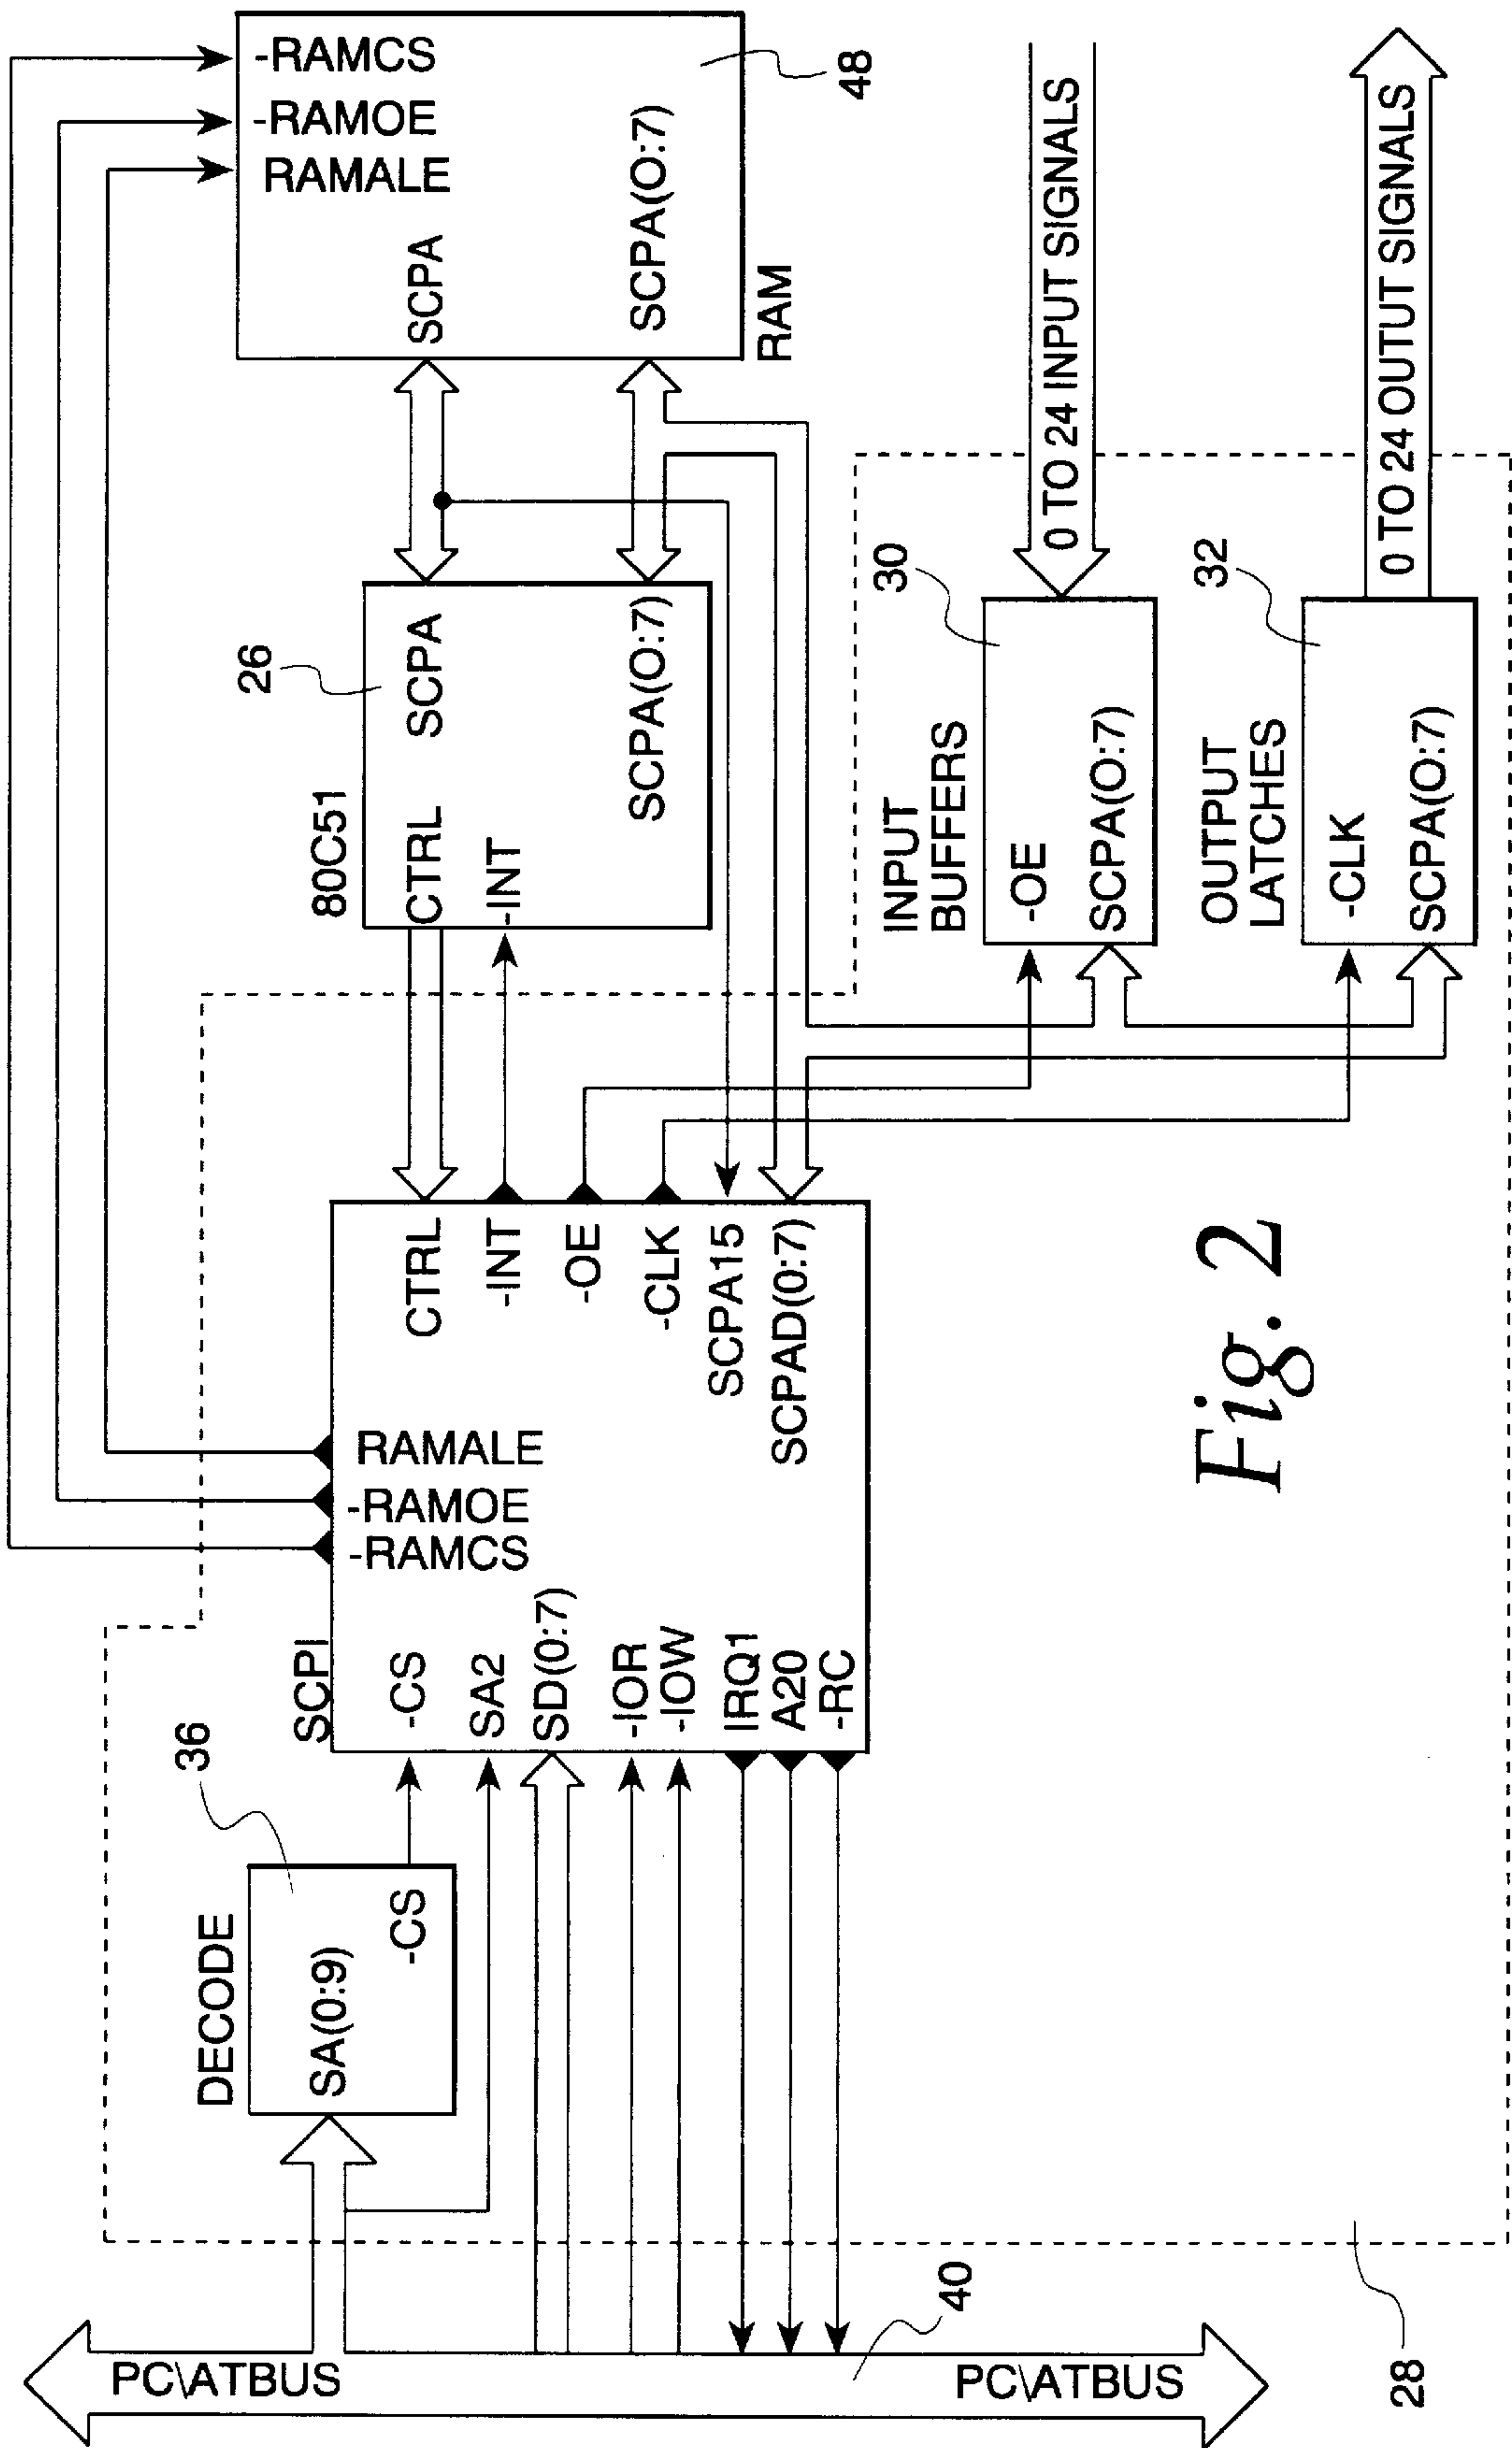 PC\ATBUS
PC\ATBUS
40
28
DECODE
SA(0:9)
-CS
36
SCPI
-CS
SA2
SD(0:7)
-IOR
-IOW
IRQ1
A20
-RC
RAMALE
-RAMOE
-RAMCS
CTRL
-INT
-OE
-CLK
SCPA15
SCPAD(0:7)
80C51
26
CTRL
SCPA
-INT
SCPA(O:7)
-RAMCS
-RAMOE
RAMALE
SCPA
SCPA(O:7)
RAM
48
INPUT
BUFFERS
30
-OE
SCPA(O:7)
0 TO 24 INPUT SIGNALS
OUTPUT
LATCHES
32
-CLK
SCPA(O:7)
0 TO 24 OUTUT SIGNALS
Fig. 2